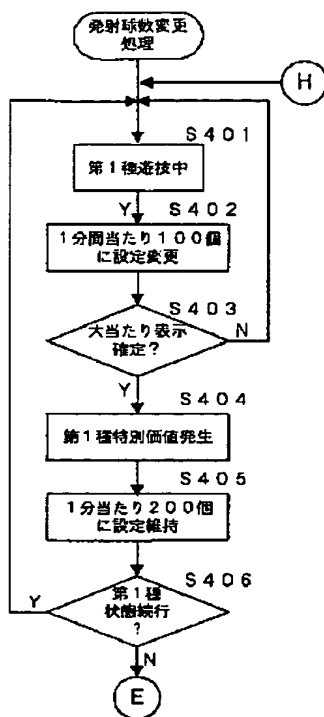 発射球数変更
処理
H
S401
第1種遊技中
Y
S402
1分間当たり100個
に設定変更
S403
大当たり表示
確定?
N
Y
S404
第1種特別価値発生
S405
1分当たり200個
に設定維持
S406
第1種
状態続行
?
Y
N
E